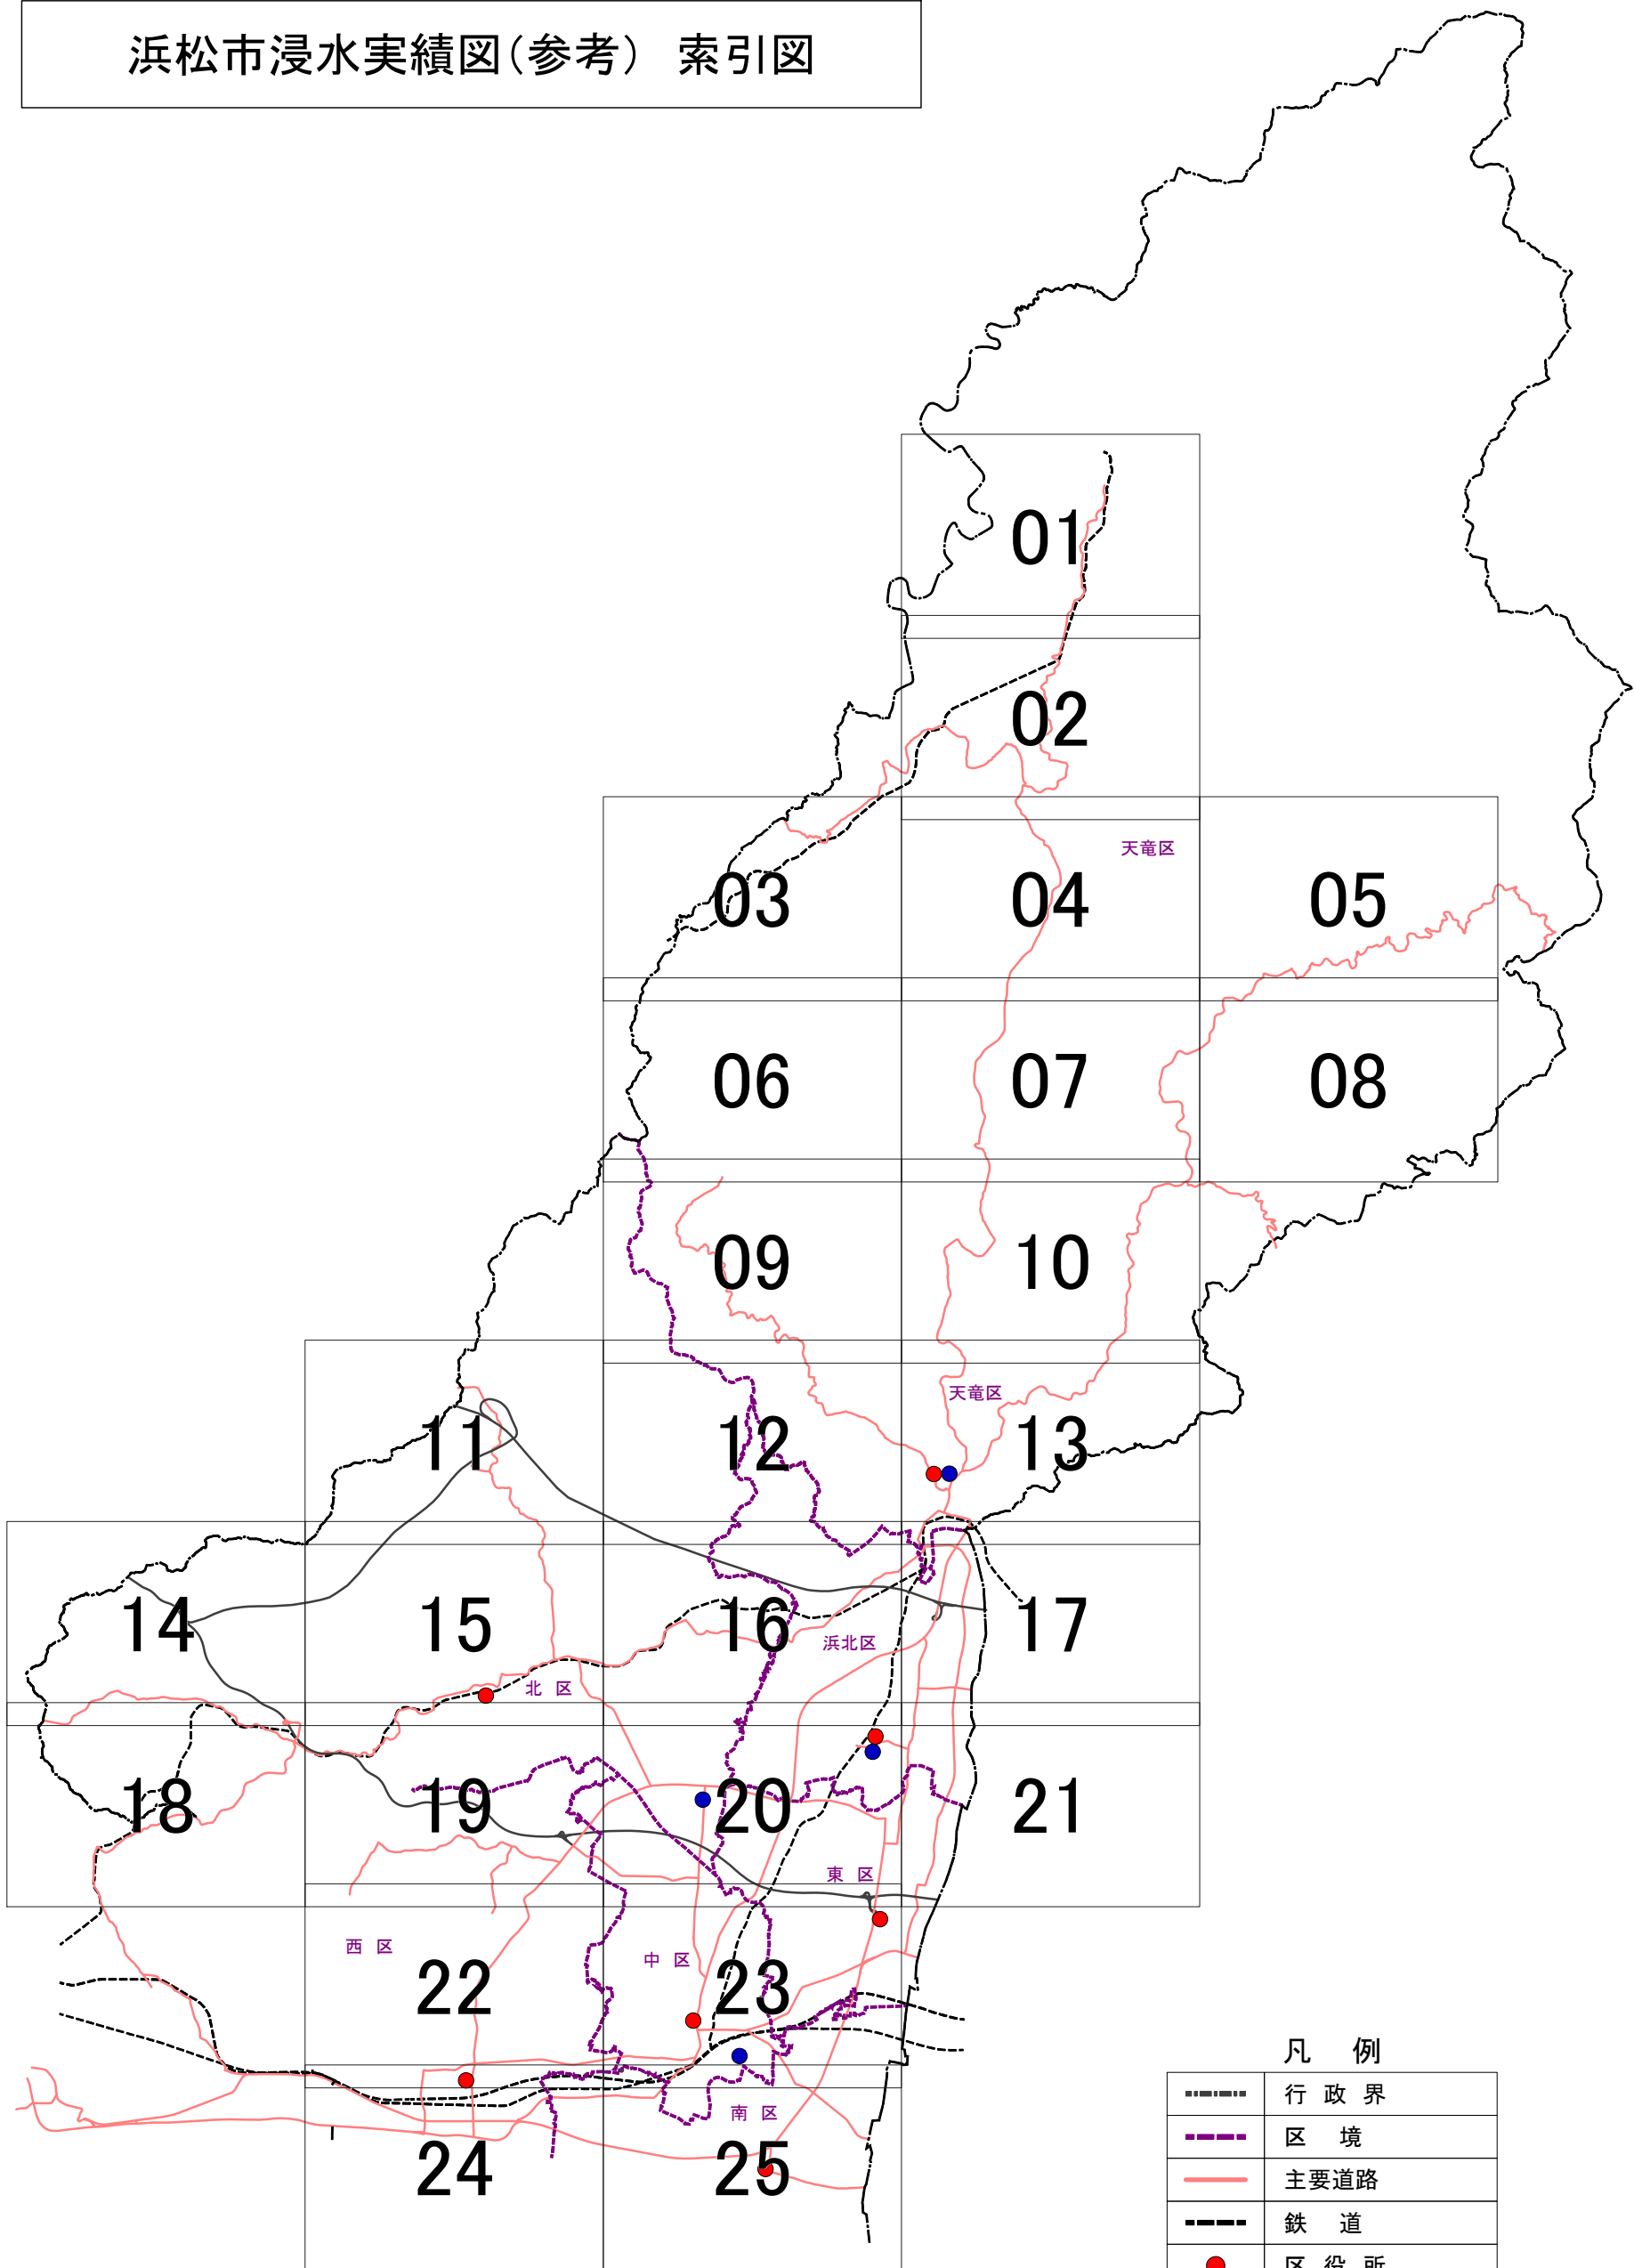 浜松市浸水実績図(参考) 索引図
01
02
天竜区
03 04 05
06 07 08
09 10
天竜区
11 12 13
14 15 16 17
浜北区
北 区
18 19 20 21
東 区
西 区
中 区
22 23
南 区
24 25
凡 例
行 政 界
区 境
主要道路
鉄 道
区 役 所